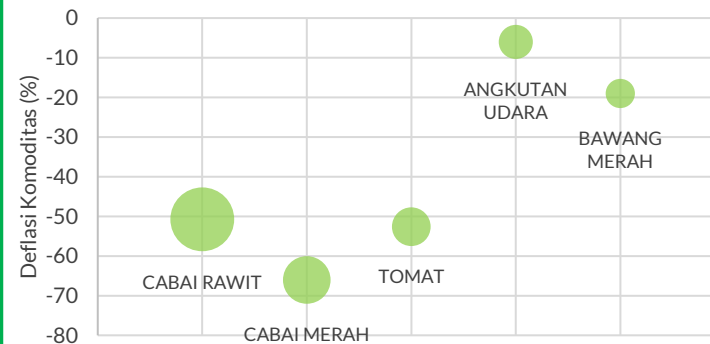 Deflasi Komoditas (%)
0
-10
-20
-30
-40
-50
-60
-70
-80
ANGKUTAN
UDARA
BAWANG
MERAH
CABAI RAWIT
TOMAT
CABAI MERAH